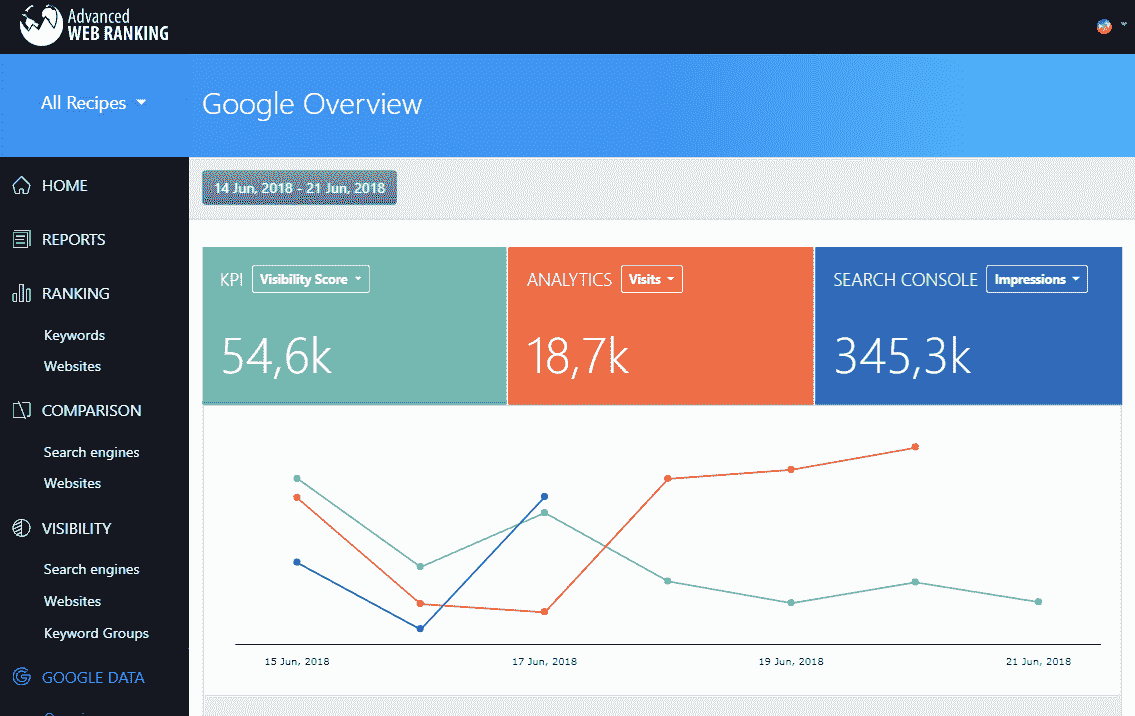 Advanced
WEB RANKING
All Recipes
Google Overview
HOME
REPORTS
RANKING
Keywords
Websites
COMPARISON
Search engines
Websites
VISIBILITY
Search engines
Websites
Keyword Groups
GOOGLE DATA
14 Jun, 2018 - 21 Jun, 2018
KPI Visibility Score
54,6k
ANALYTICS Visits
18,7k
SEARCH CONSOLE Impressions
345,3k
15 Jun, 2018 17 Jun, 2018 19 Jun, 2018 21 Jun, 2018